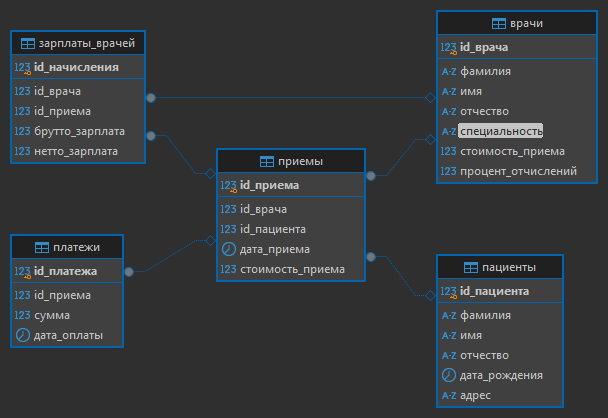 зарплаты_врачей
123 id_начисления
123 id_врача
123 id_приема
123 брутто_зарплата
123 нетто_зарплата
врачи
123 id_врача
A-Z фамилия
A-Z имя
A-Z отчество
A-Z специальность
123 стоимость_приема
123 процент_отчислений
приемы
123 id_приема
123 id_врача
123 id_пациента
дата_приема
123 стоимость_приема
платежи
123 id_платежа
123 id_приема
123 сумма
дата_оплаты
пациенты
123 id_пациента
A-Z фамилия
A-Z имя
A-Z отчество
дата_рождения
A-Z адрес